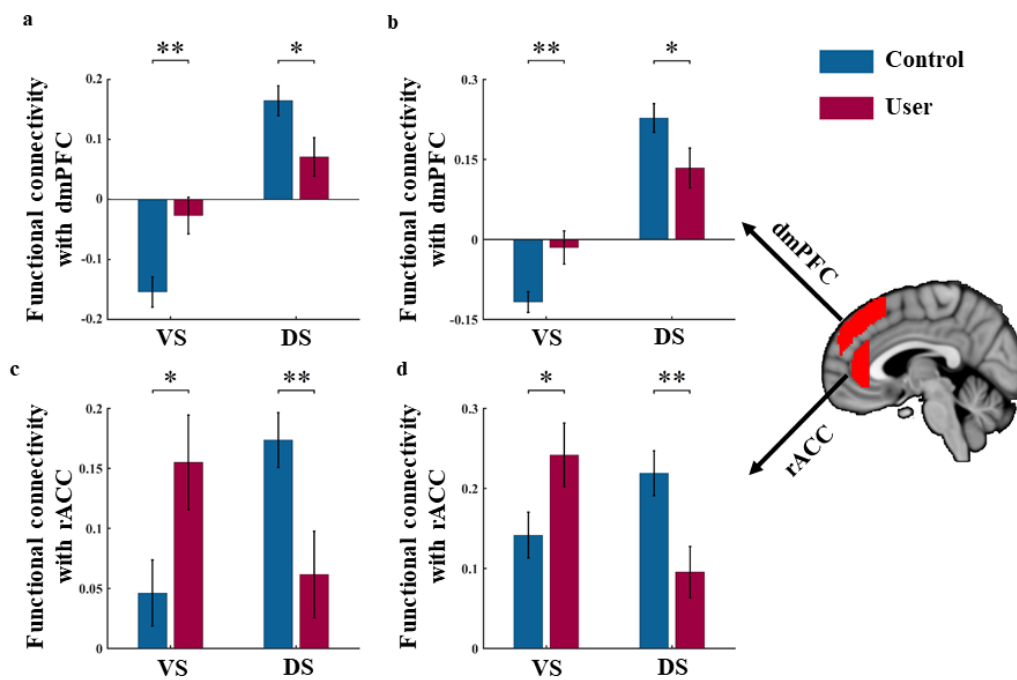 a
** *
Functional connectivity
with dmPFC
0.2
0.1
0
-0.1
-0.2
VS DS
b
** *
Functional connectivity
with dmPFC
0.3
0.15
0
-0.15
VS DS
Control
User
dmPFC
rACC
c
* **
Functional connectivity
with rACC
0.2
0.15
0.1
0.05
0
VS DS
d
* **
Functional connectivity
with rACC
0.3
0.2
0.1
0
VS DS